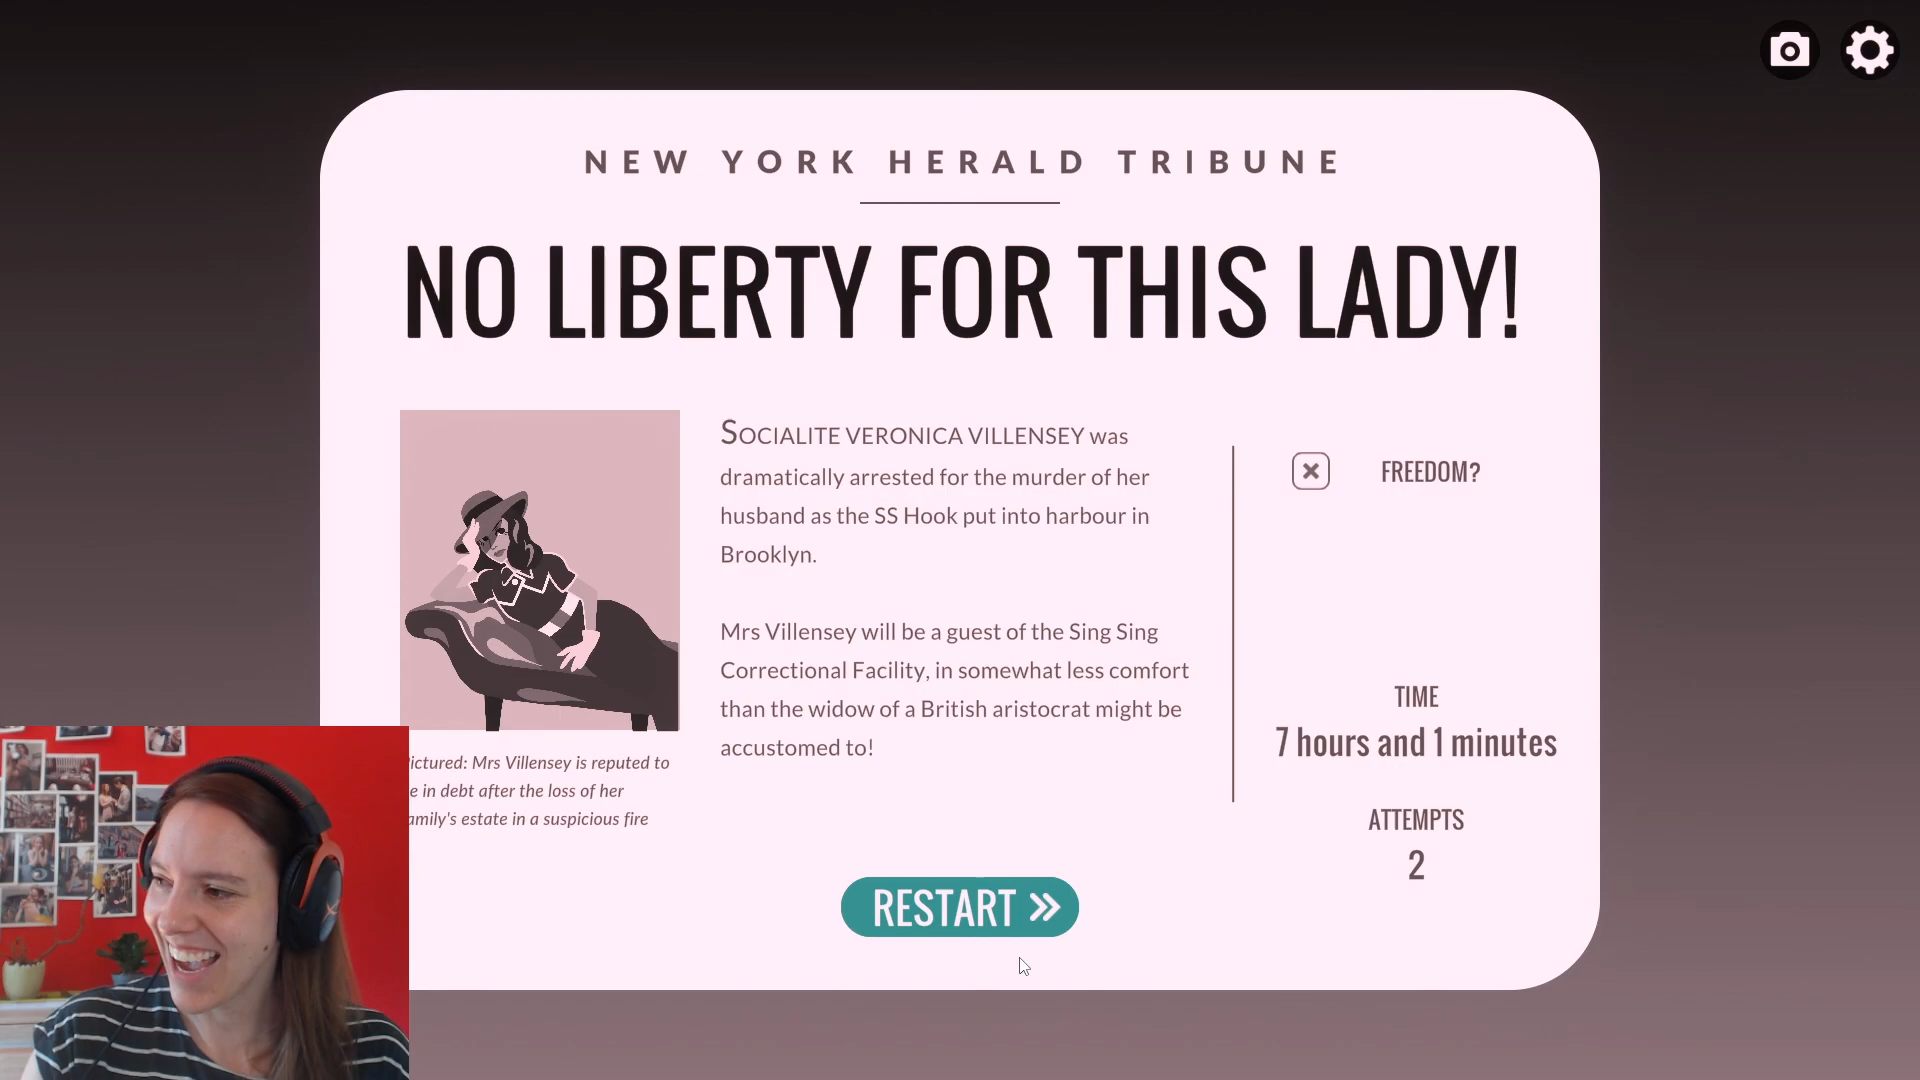 NEW YORK HERALD TRIBUNE
NO LIBERTY FOR THIS LADY!
SOCIALITE VERONICA VILLENSEY was
dramatically arrested for the murder of her
husband as the SS Hook put into harbour in
Brooklyn.
Mrs Villensey will be a guest of the Sing Sing
Correctional Facility, in somewhat less comfort
than the widow of a British aristocrat might be
accustomed to!
ictured: Mrs Villensey is reputed to
e in debt after the loss of her
amily's estate in a suspicious fire
FREEDOM?
TIME
7 hours and 1 minutes
ATTEMPTS
2
RESTART